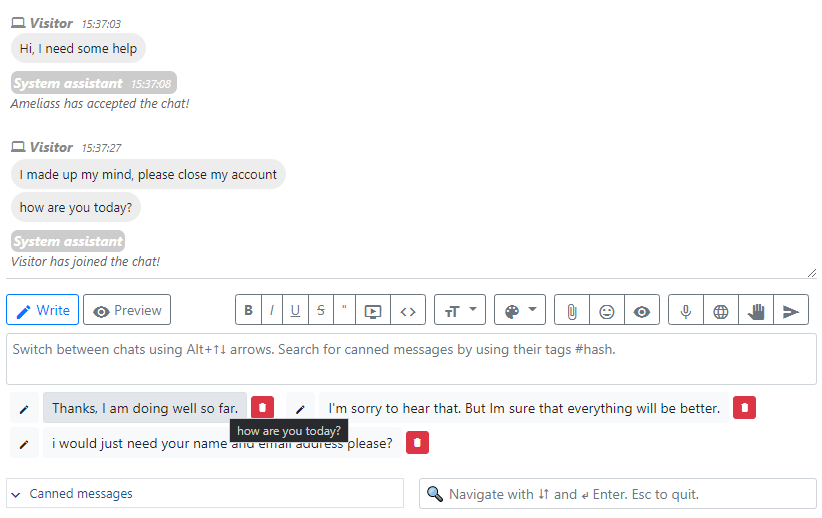 Visitor 15:37:03
Hi, I need some help
System assistant 15:37:08
Ameliass has accepted the chat!
Visitor 15:37:27
I made up my mind, please close my account
how are you today?
System assistant
Visitor has joined the chat!
Write Preview B I U S " TT
Switch between chats using Alt+↑↓ arrows. Search for canned messages by using their tags #hash.
Thanks, I am doing well so far. I'm sorry to hear that. But Im sure that everything will be better.
how are you today?
i would just need your name and email address please?
Canned messages Navigate with ↓↑ and ↲ Enter. Esc to quit.